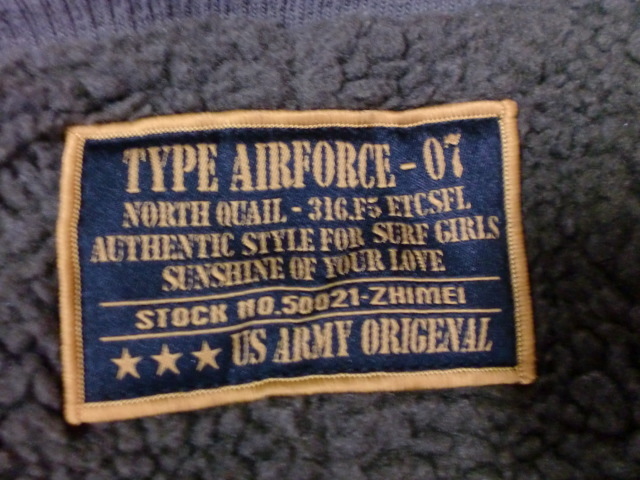 TYPE AIRFORCE - 07
NORTH QUAIL - 316.F5 ETCSFL
AUTHENTIC STYLE FOR SURF GIRLS
SUNSHINE OF YOUR LOVE
STOCK NO.50021-ZHIMEI
US ARMY ORIGENAL